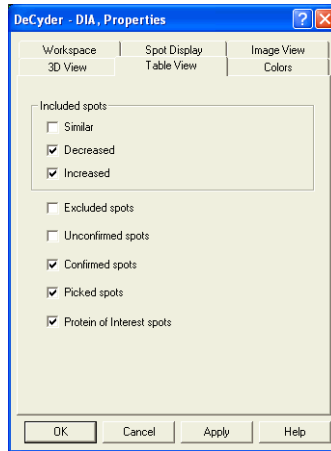 DeCyder - DIA, Properties
Workspace Spot Display Image View
3D View Table View Colors
Included spots
Similar
Decreased
Increased
Excluded spots
Unconfirmed spots
Confirmed spots
Picked spots
Protein of Interest spots
OK Cancel Apply Help